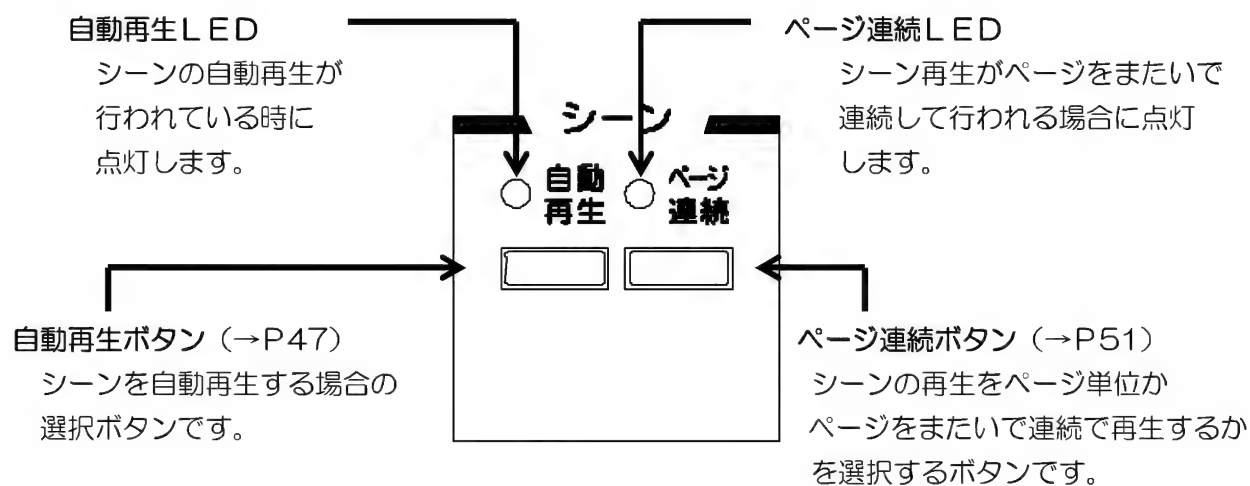 自動再生LED
シーンの自動再生が
行われている時に
点灯します。
ページ連続LED
シーン再生がページをまたいで
連続して行われる場合に点灯
します。
シーン
自動
再生
ページ
連続
自動再生ボタン(→P47)
シーンを自動再生する場合の
選択ボタンです。
ページ連続ボタン(→P51)
シーンの再生をページ単位か
ページをまたいで連続で再生するか
を選択するボタンです。